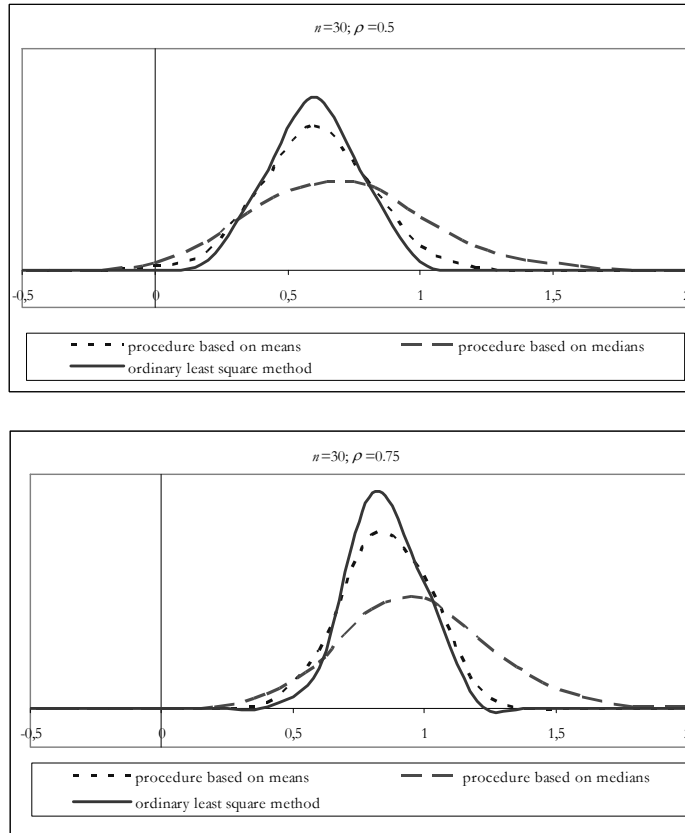 n=30; ρ=0.5
-0,5 0 0,5 1 1,5 2
procedure based on means procedure based on medians
ordinary least square method
n=30; ρ=0.75
-0,5 0 0,5 1 1,5 2
procedure based on means procedure based on medians
ordinary least square method